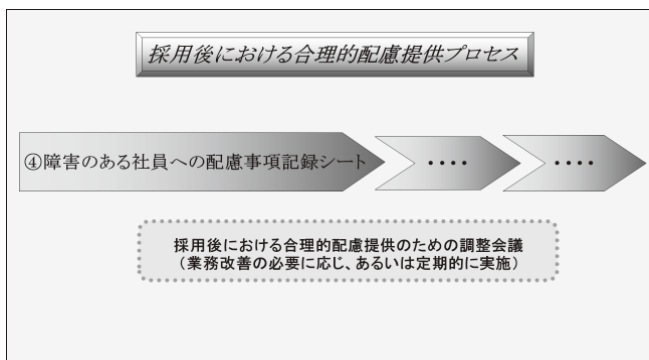 採用後における合理的配慮提供プロセス
④障害のある社員への配慮事項記録シート
････
････
採用後における合理的配慮提供のための調整会議
（業務改善の必要に応じ、あるいは定期的に実施）